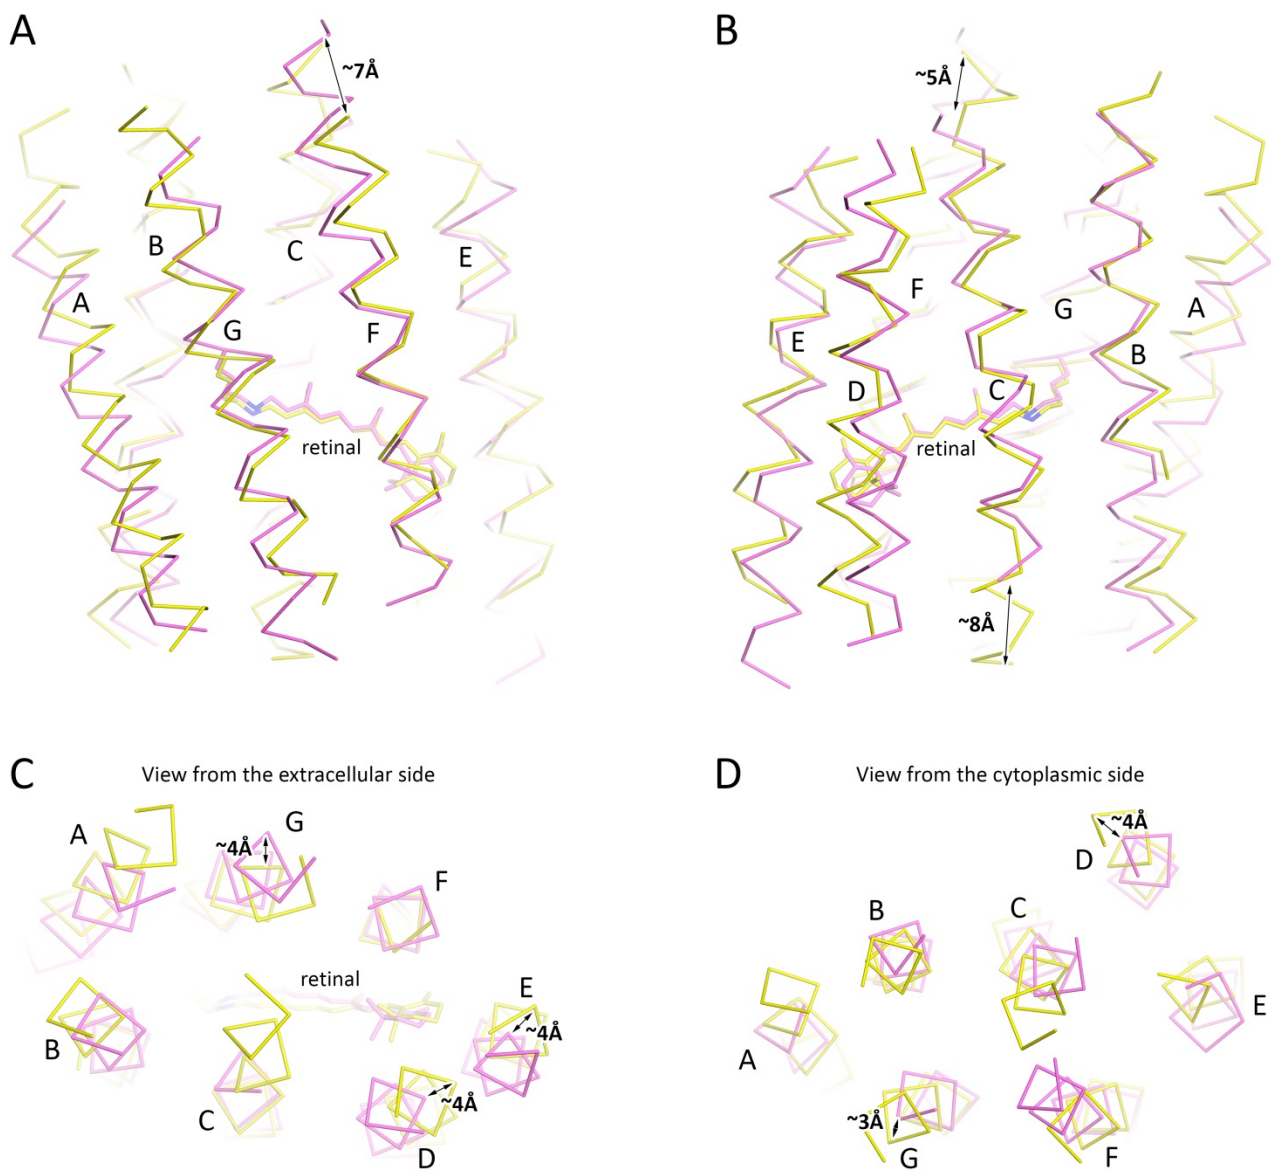 A
~7Å
B
C
E
A
G
F
retinal
B
~5Å
F
G
A
E
B
D
C
retinal
~8Å
C
View from the extracellular side
A
G
~4Å
F
retinal
E
~4Å
B
~4Å
C
D
D
View from the cytoplasmic side
~4Å
D
B
C
E
A
~3Å
G
F